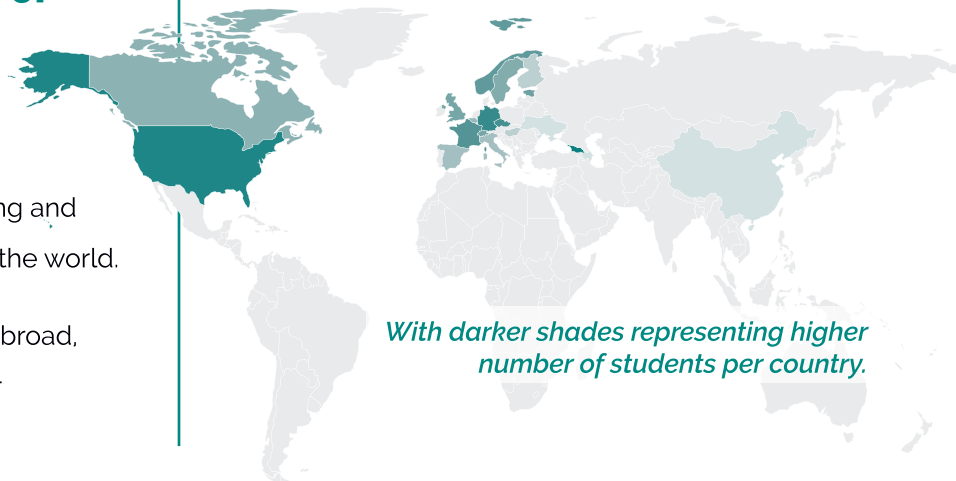 ng and
the world.
broad,
With darker shades representing higher
number of students per country.